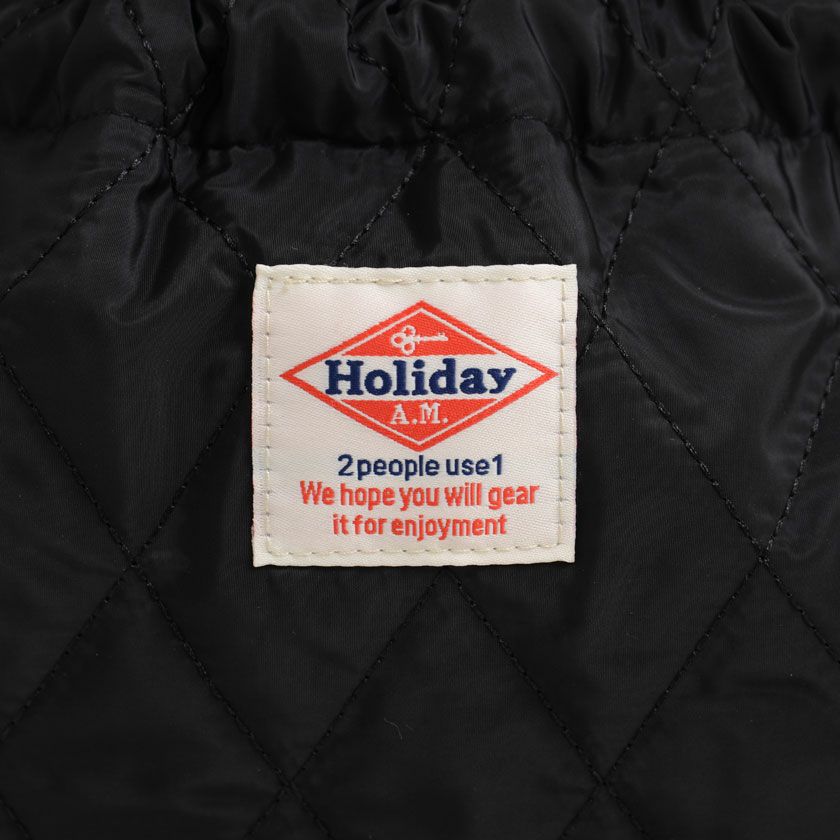 Holiday
A.M.
2people use1
We hope you will gear
it for enjoyment